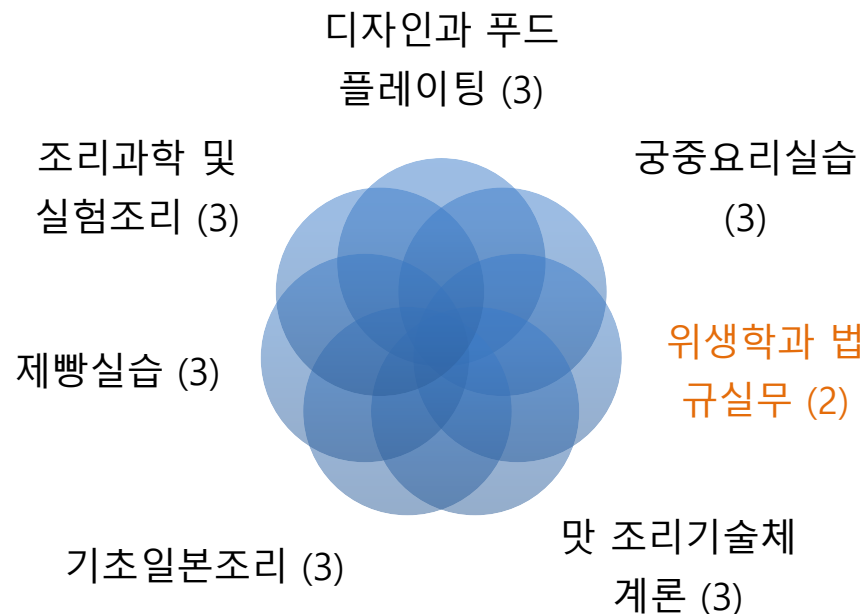 디자인과 푸드
플레이팅 (3)
궁중요리실습
(3)
위생학과 법
규실무 (2)
맛 조리기술체
계론 (3)
기초일본조리 (3)
제빵실습 (3)
조리과학 및
실험조리 (3)